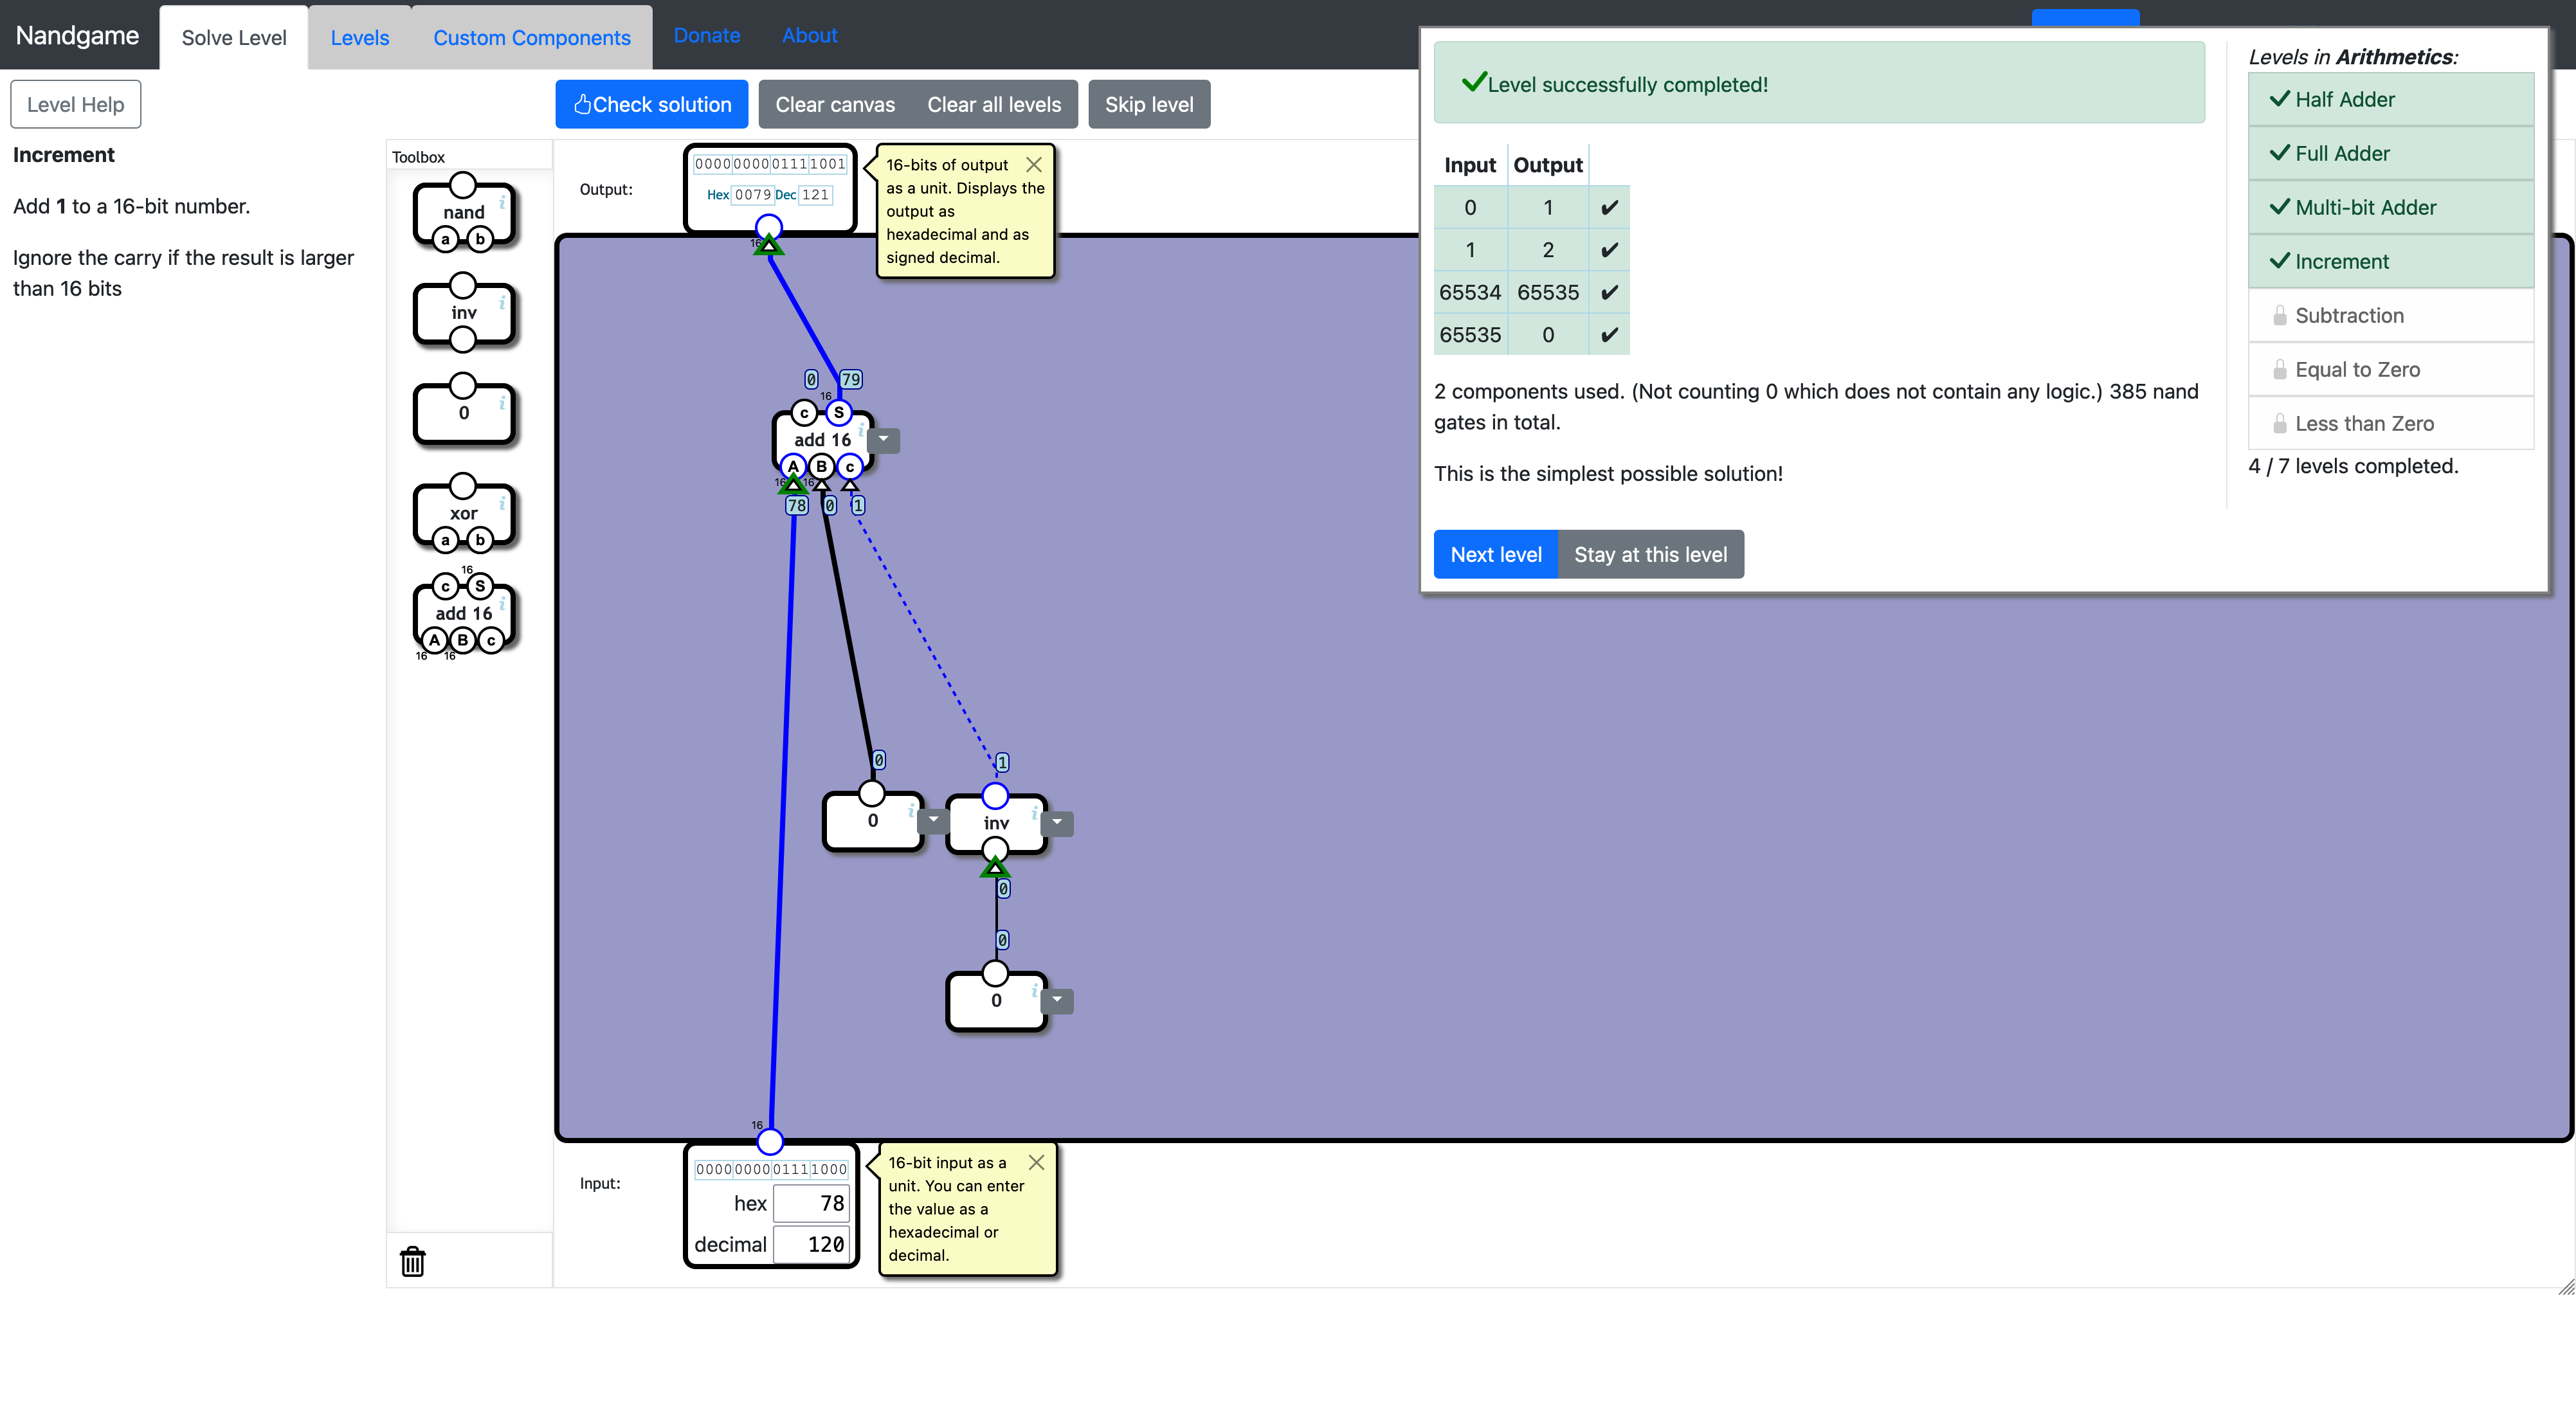 Nandgame
Solve Level
Levels
Custom Components
Donate
About
Level Help
Check solution
Clear canvas
Clear all levels
Skip level
Increment
Add 1 to a 16-bit number.
Ignore the carry if the result is larger
than 16 bits
Toolbox
nand
a b
inv
0
xor
a b
16
c S
add 16
A B c
16 16
Output:
0000 0000 0111 1001
Hex 0079 Dec 121
16
16-bits of output
as a unit. Displays the
output as
hexadecimal and as
signed decimal.
0 79
16
c S
add 16
A B c
16 16
78 0 1
0
0
1
inv
0
0
0
16
Input:
0000 0000 0111 1000
hex 78
decimal 120
16-bit input as a
unit. You can enter
the value as a
hexadecimal or
decimal.
Level successfully completed!
Input Output
0 1 ✔
1 2 ✔
65534 65535 ✔
65535 0 ✔
2 components used. (Not counting 0 which does not contain any logic.) 385 nand
gates in total.
This is the simplest possible solution!
Next level
Stay at this level
Levels in Arithmetics:
Half Adder
Full Adder
Multi-bit Adder
Increment
Subtraction
Equal to Zero
Less than Zero
4 / 7 levels completed.